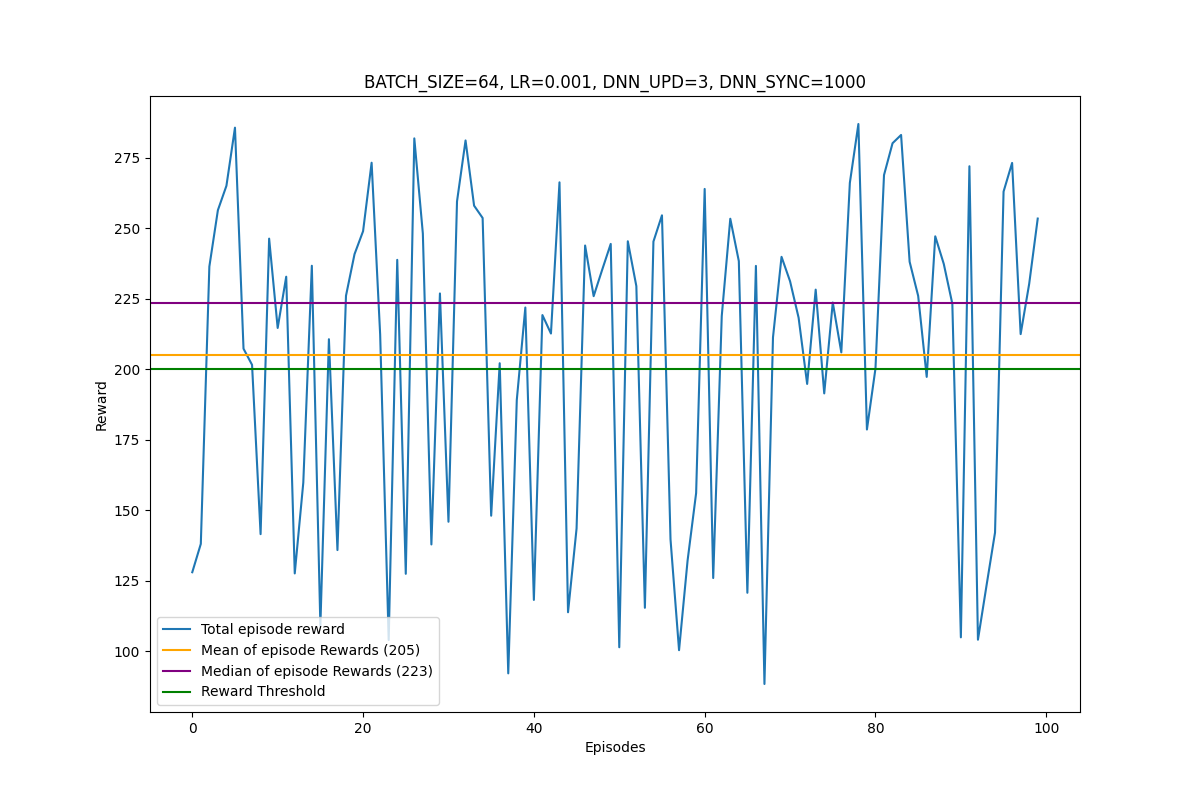 BATCH_SIZE=64, LR=0.001, DNN_UPD=3, DNN_SYNC=1000
Reward
275
250
225
200
175
150
125
100
Total episode reward
Mean of episode Rewards (205)
Median of episode Rewards (223)
Reward Threshold
0 20 40 60 80 100
Episodes